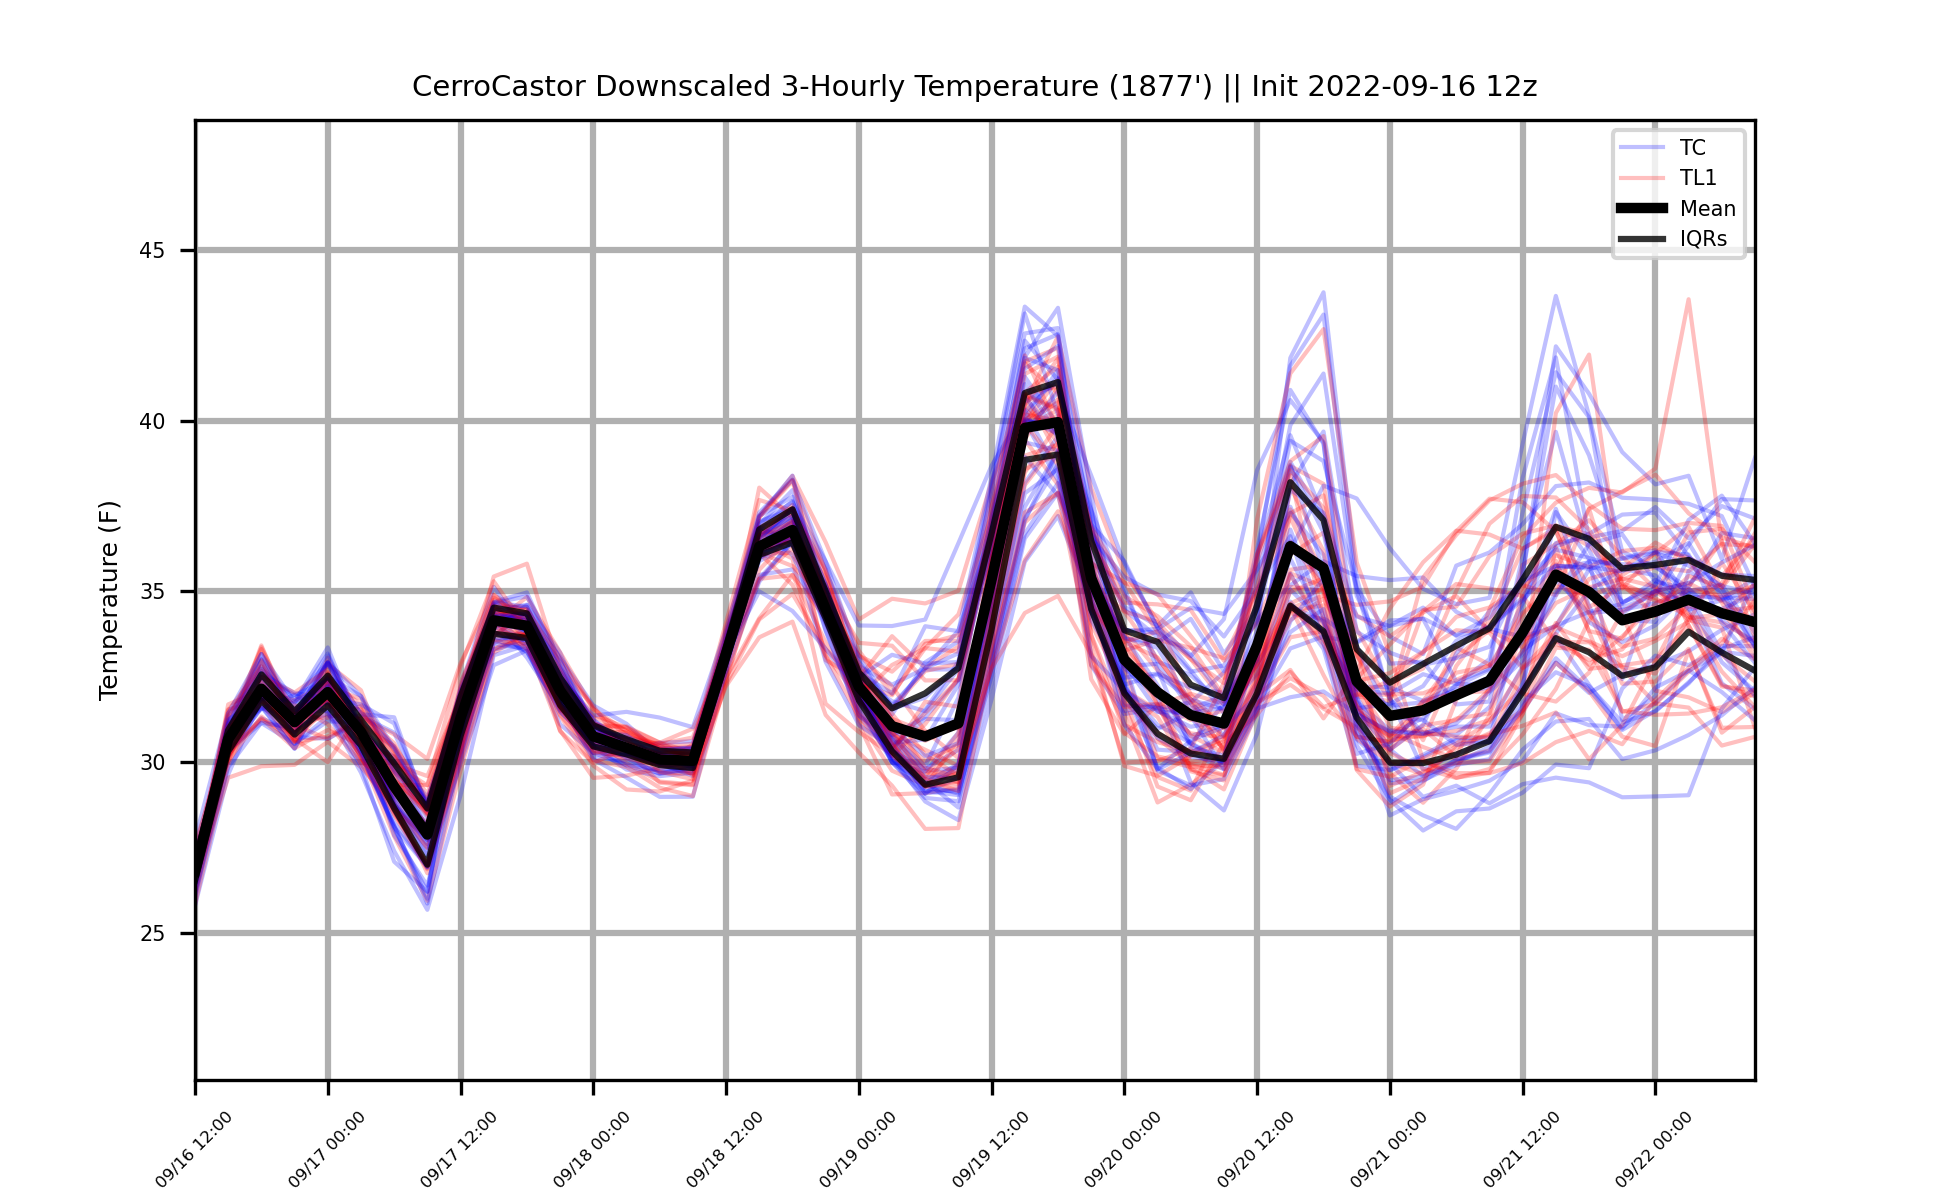 CerroCastor Downscaled 3-Hourly Temperature (1877') || Init 2022-09-16 12z
TC
TL1
Mean
IQRs
Temperature (F)
45
40
35
30
25
09/16 12:00
09/17 00:00
09/17 12:00
09/18 00:00
09/18 12:00
09/19 00:00
09/19 12:00
09/20 00:00
09/20 12:00
09/21 00:00
09/21 12:00
09/22 00:00